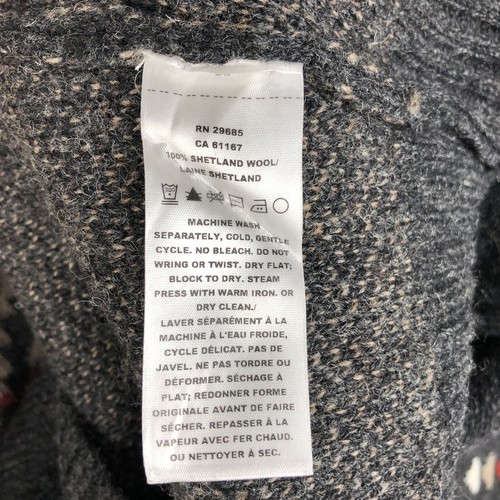 RN 29685
CA 61167
100% SHETLAND WOOL/
LAINE SHETLAND
MACHINE WASH
SEPARATELY, COLD, GENTLE
CYCLE. NO BLEACH. DO NOT
WRING OR TWIST. DRY FLAT;
BLOCK TO DRY. STEAM
PRESS WITH WARM IRON. OR
DRY CLEAN./
LAVER SÉPARÉMENT À LA
MACHINE À L'EAU FROIDE,
CYCLE DÉLICAT. PAS DE
JAVEL. NE PAS TORDRE OU
DÉFORMER. SÉCHAGE À
PLAT; REDONNER FORME
ORIGINALE AVANT DE FAIRE
SÉCHER. REPASSER À LA
VAPEUR AVEC FER CHAUD.
OU NETTOYER À SEC.